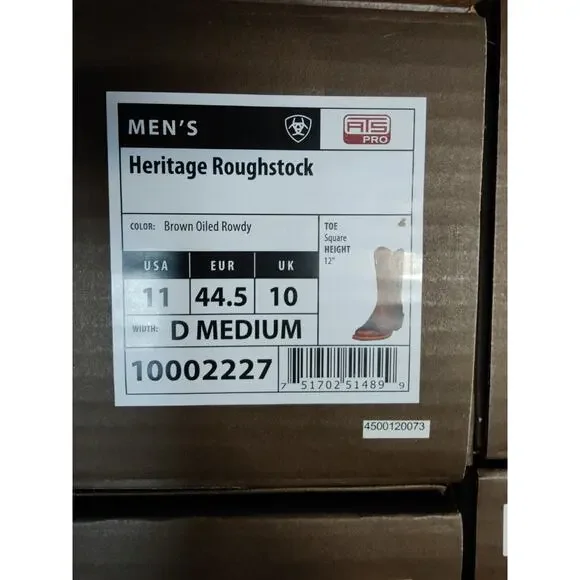 MEN'S
ATS
PRO
Heritage Roughstock
COLOR: Brown Oiled Rowdy
TOE
Square
HEIGHT
12"
USA EUR UK
11 44.5 10
WIDTH: D MEDIUM
10002227
7 51702 51489 9
4500120073